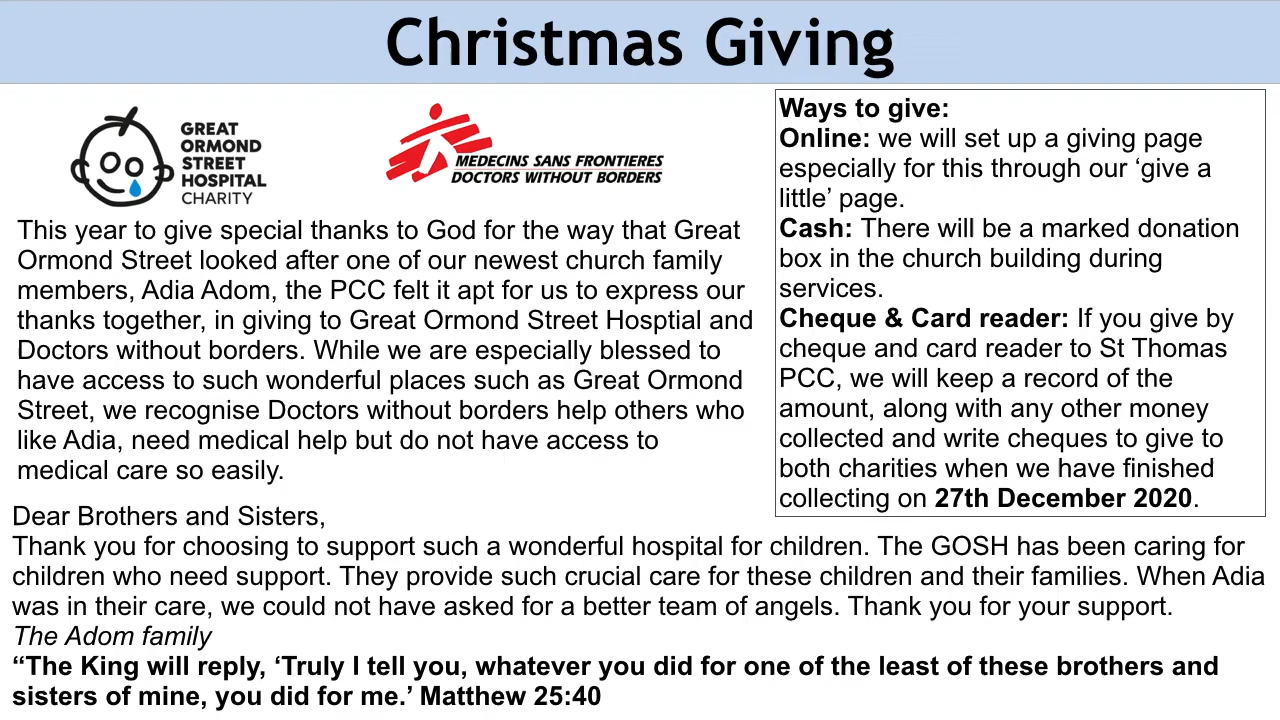 Christmas Giving
GREAT
ORMOND
STREET
HOSPITAL
CHARITY
MEDECINS SANS FRONTIERES
DOCTORS WITHOUT BORDERS
This year to give special thanks to God for the way that Great
Ormond Street looked after one of our newest church family
members, Adia Adom, the PCC felt it apt for us to express our
thanks together, in giving to Great Ormond Street Hosptial and
Doctors without borders. While we are especially blessed to
have access to such wonderful places such as Great Ormond
Street, we recognise Doctors without borders help others who
like Adia, need medical help but do not have access to
medical care so easily.
Ways to give:
Online: we will set up a giving page
especially for this through our ‘give a
little’ page.
Cash: There will be a marked donation
box in the church building during
services.
Cheque & Card reader: If you give by
cheque and card reader to St Thomas
PCC, we will keep a record of the
amount, along with any other money
collected and write cheques to give to
both charities when we have finished
collecting on 27th December 2020.
Dear Brothers and Sisters,
Thank you for choosing to support such a wonderful hospital for children. The GOSH has been caring for
children who need support. They provide such crucial care for these children and their families. When Adia
was in their care, we could not have asked for a better team of angels. Thank you for your support.
The Adom family
“The King will reply, ‘Truly I tell you, whatever you did for one of the least of these brothers and
sisters of mine, you did for me.’ Matthew 25:40